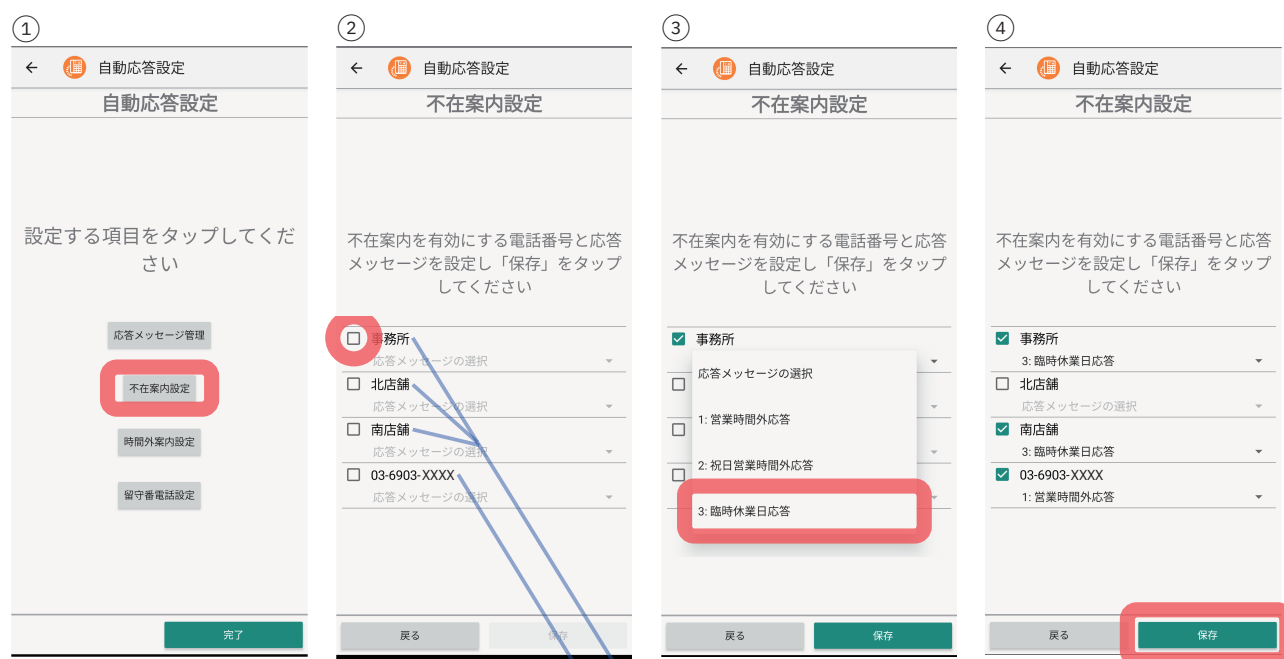 ①
自動応答設定
自動応答設定
設定する項目をタップしてくだ
さい
応答メッセージ管理
不在案内設定
時間外案内設定
留守番電話設定
完了
②
自動応答設定
不在案内設定
不在案内を有効にする電話番号と応答
メッセージを設定し「保存」をタップ
してください
事務所
応答メッセージの選択
北店舗
応答メッセージの選択
南店舗
応答メッセージの選択
03-6903-XXXX
応答メッセージの選択
戻る
保存
③
自動応答設定
不在案内設定
不在案内を有効にする電話番号と応答
メッセージを設定し「保存」をタップ
してください
事務所
応答メッセージの選択
1: 営業時間外応答
2: 祝日営業時間外応答
3: 臨時休業日応答
戻る
保存
④
自動応答設定
不在案内設定
不在案内を有効にする電話番号と応答
メッセージを設定し「保存」をタップ
してください
事務所
3: 臨時休業日応答
北店舗
応答メッセージの選択
南店舗
3: 臨時休業日応答
03-6903-XXXX
1: 営業時間外応答
戻る
保存